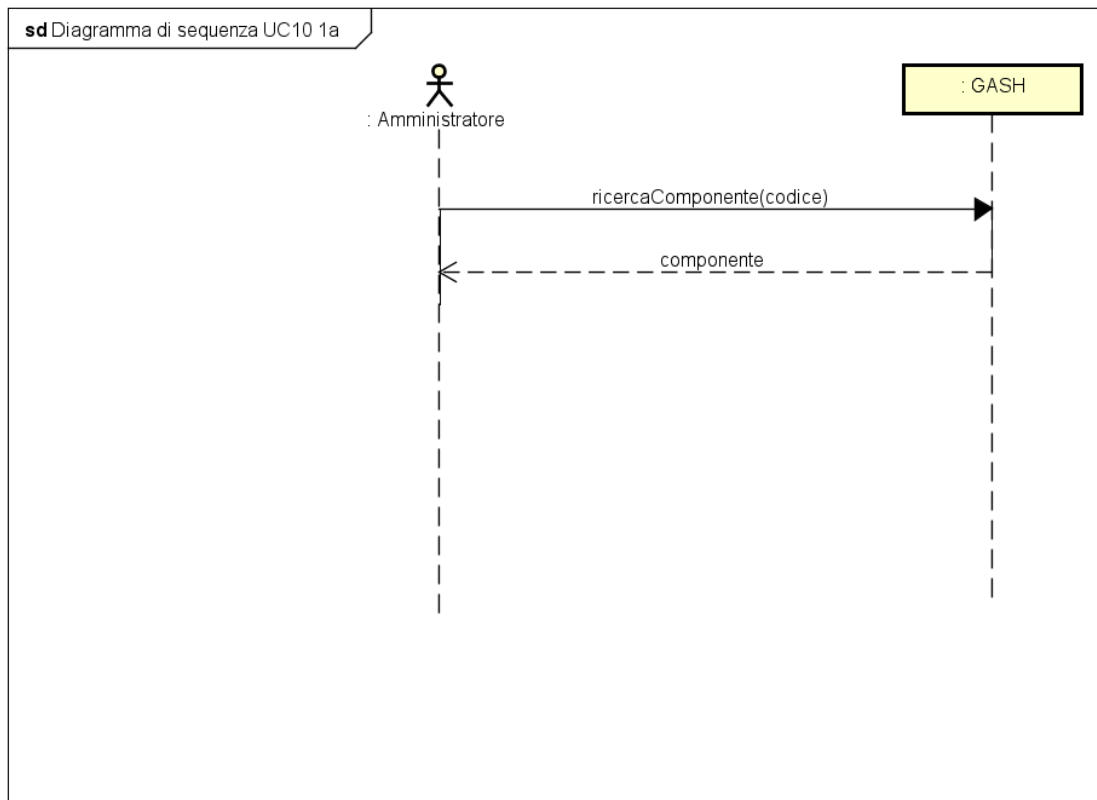 sd Diagramma di sequenza UC10 1a
: Amministratore
: GASH
ricercaComponente(codice)
componente